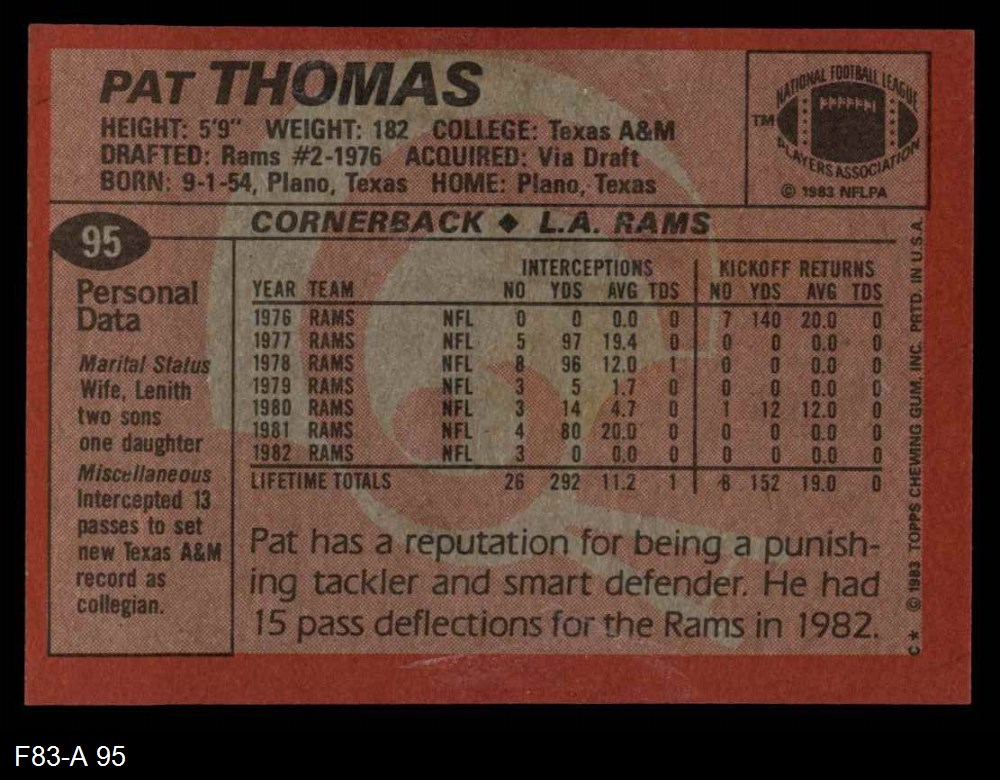 PAT THOMAS
HEIGHT: 5'9" WEIGHT: 182 COLLEGE: Texas A&M
DRAFTED: Rams #2-1976 ACQUIRED: Via Draft
BORN: 9-1-54, Plano, Texas HOME: Plano, Texas
NATIONAL FOOTBALL LEAGUE
TM
PLAYERS ASSOCIATION
© 1983 NFLPA
95
CORNERBACK ♦ L.A. RAMS
Personal
Data
Marital Status
Wife, Lenith
two sons
one daughter
Miscellaneous
Intercepted 13
passes to set
new Texas A&M
record as
collegian.
INTERCEPTIONS KICKOFF RETURNS
YEAR TEAM NO YDS AVG TDS NO YDS AVG TDS
1976 RAMS NFL 0 0 0.0 0 7 140 20.0 0
1977 RAMS NFL 5 97 19.4 0 0 0 0.0 0
1978 RAMS NFL 8 96 12.0 1 0 0 0.0 0
1979 RAMS NFL 3 5 1.7 0 0 0 0.0 0
1980 RAMS NFL 3 14 4.7 0 1 12 12.0 0
1981 RAMS NFL 4 80 20.0 0 0 0 0.0 0
1982 RAMS NFL 3 0 0.0 0 0 0 0.0 0
LIFETIME TOTALS 26 292 11.2 1 8 152 19.0 0
Pat has a reputation for being a punish-
ing tackler and smart defender. He had
15 pass deflections for the Rams in 1982.
C* © 1983 TOPPS CHEWING GUM, INC. PRTD. IN U.S.A.
F83-A 95